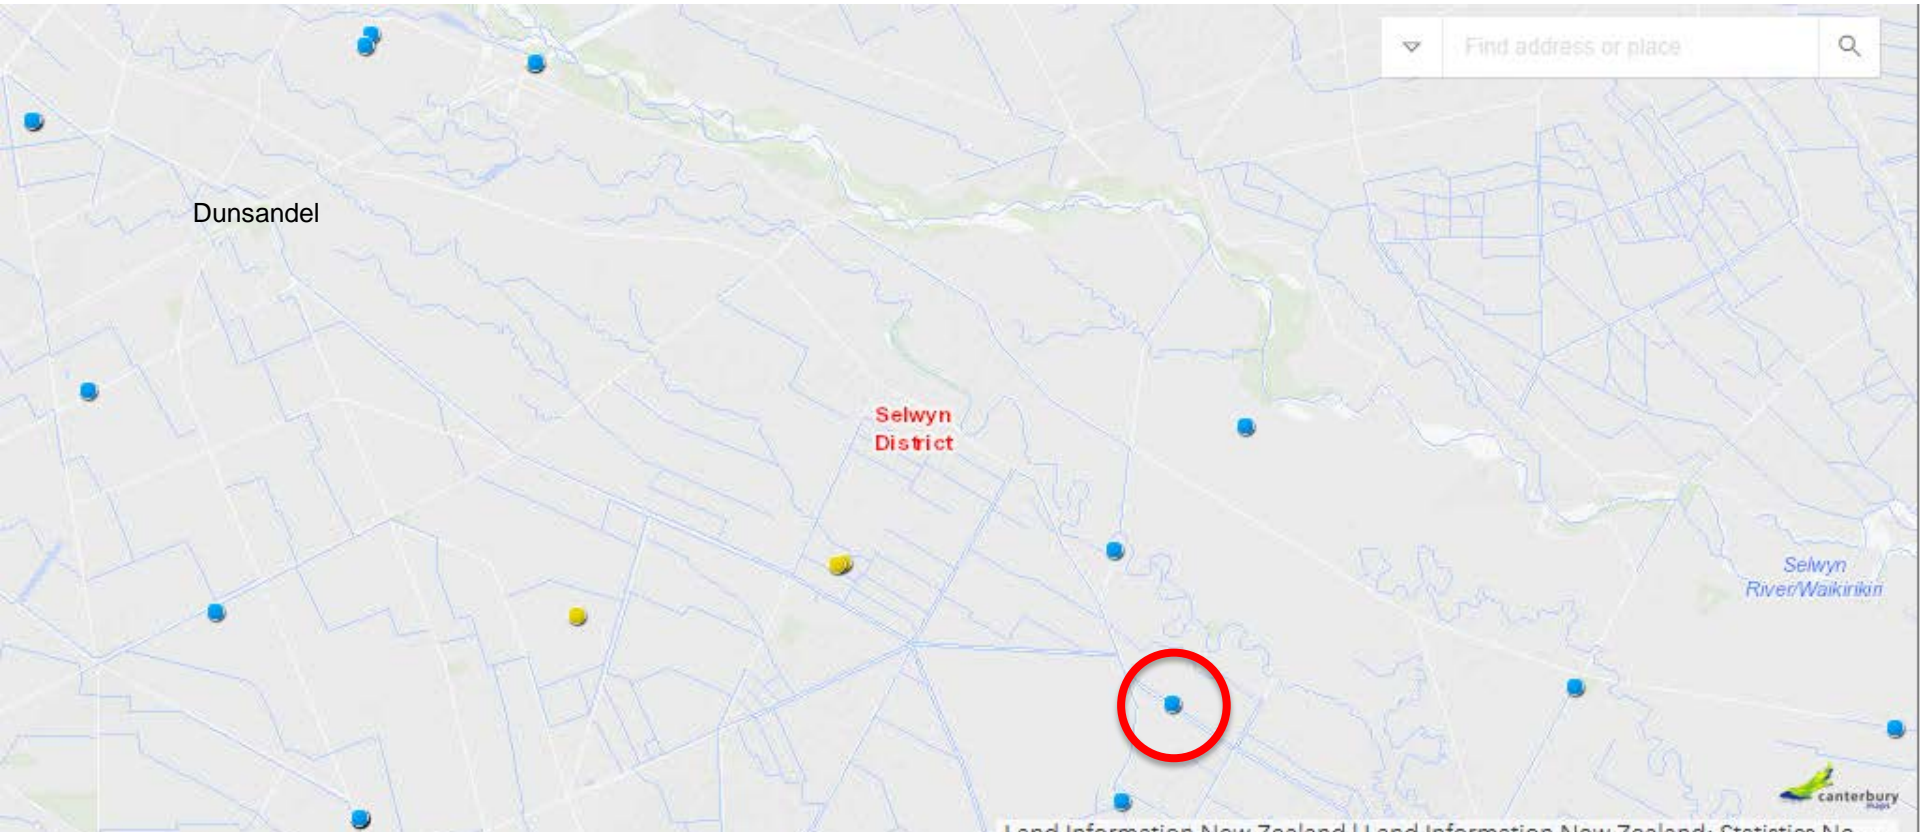 Find address or place
Dunsandel
Selwyn
District
Selwyn
River/Waikirikiri
canterbury
maps
Land Information New Zealand | Land Information New Zealand; Statistics Ne